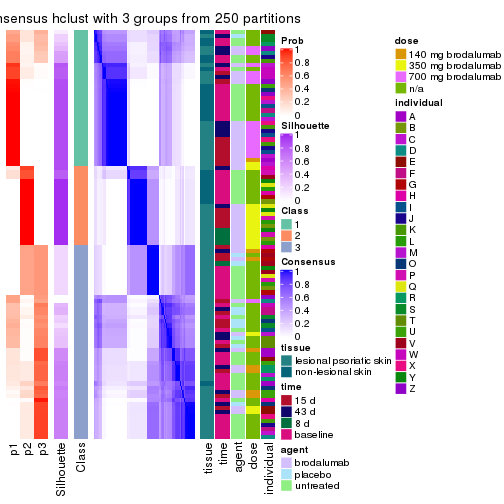 nsensus hclust with 3 groups from 250 partitions
Prob
1
0.8
0.6
0.4
0.2
0
Silhouette
1
0.8
0.6
0.4
0.2
0
Class
1
2
3
Consensus
1
0.8
0.6
0.4
0.2
0
tissue
lesional psoriatic skin
non-lesional skin
time
15 d
43 d
8 d
baseline
agent
brodalumab
placebo
untreated
dose
140 mg brodalumab
350 mg brodalumab
700 mg brodalumab
n/a
individual
A
B
C
D
E
F
G
H
I
J
K
L
M
O
P
Q
R
S
T
U
V
W
X
Y
Z
p1
p2
p3
Silhouette
Class
tissue
time
agent
dose
individual